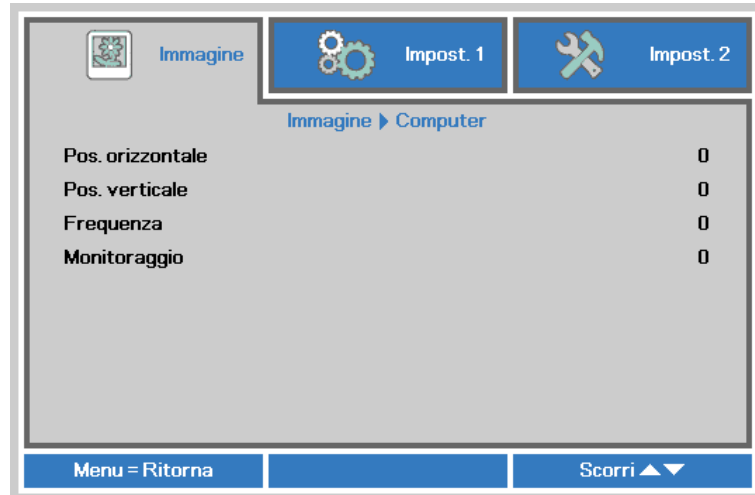 Immagine
Impost. 1
Impost. 2
Immagine ▶ Computer
Pos. orizzontale 0
Pos. verticale 0
Frequenza 0
Monitoraggio 0
Menu = Ritorna
Scorri ▲▼